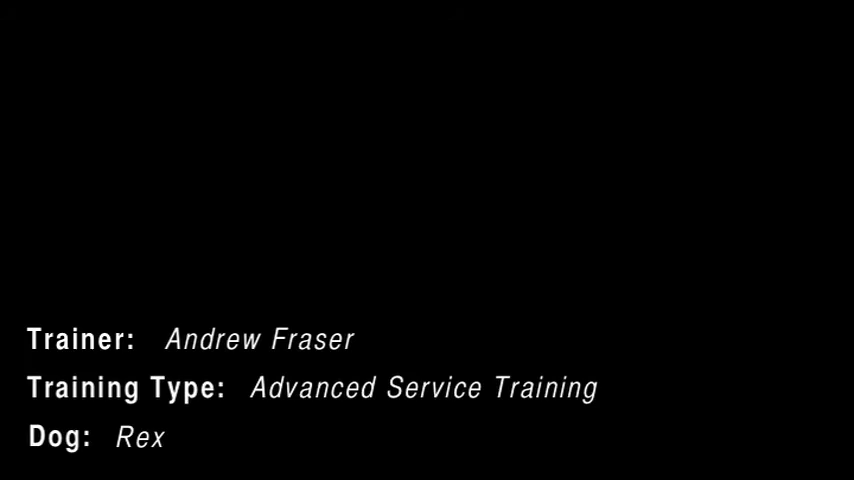 Trainer: Andrew Fraser
Training Type: Advanced Service Training
Dog: Rex